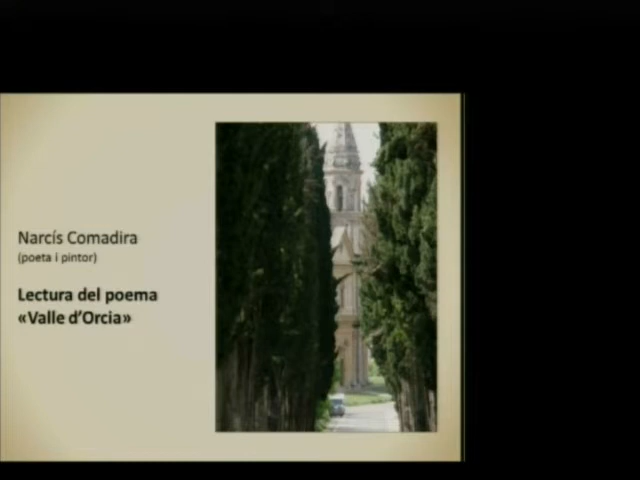 Narcís Comadira
(poeta i pintor)
Lectura del poema
«Valle d'Orcia»